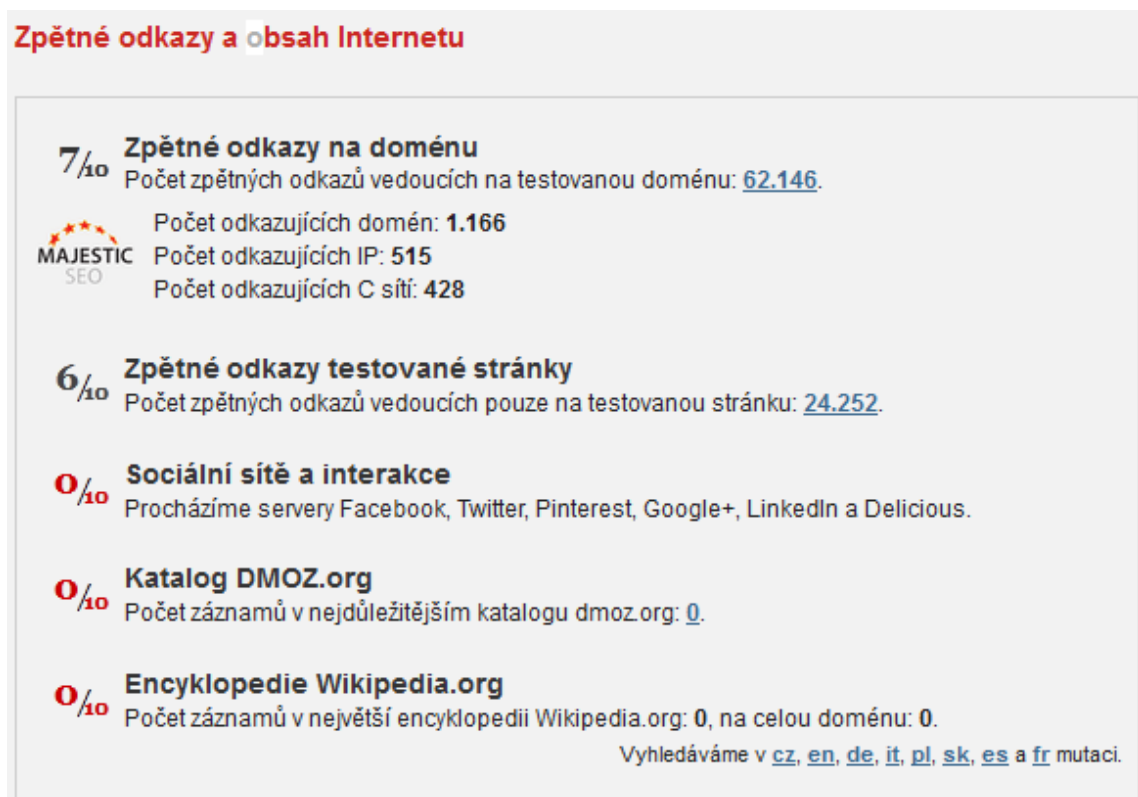 Zpětné odkazy a obsah Internetu
7/10 Zpětné odkazy na doménu
Počet zpětných odkazů vedoucích na testovanou doménu: 62.146.
MAJESTIC SEO
Počet odkazujících domén: 1.166
Počet odkazujících IP: 515
Počet odkazujících C sítí: 428
6/10 Zpětné odkazy testované stránky
Počet zpětných odkazů vedoucích pouze na testovanou stránku: 24.252.
0/10 Sociální sítě a interakce
Procházíme servery Facebook, Twitter, Pinterest, Google+, LinkedIn a Delicious.
0/10 Katalog DMOZ.org
Počet záznamů v nejdůležitějším katalogu dmoz.org: 0.
0/10 Encyklopedie Wikipedia.org
Počet záznamů v největší encyklopedii Wikipedia.org: 0, na celou doménu: 0.
Vyhledáváme v cz, en, de, it, pl, sk, es a fr mutaci.